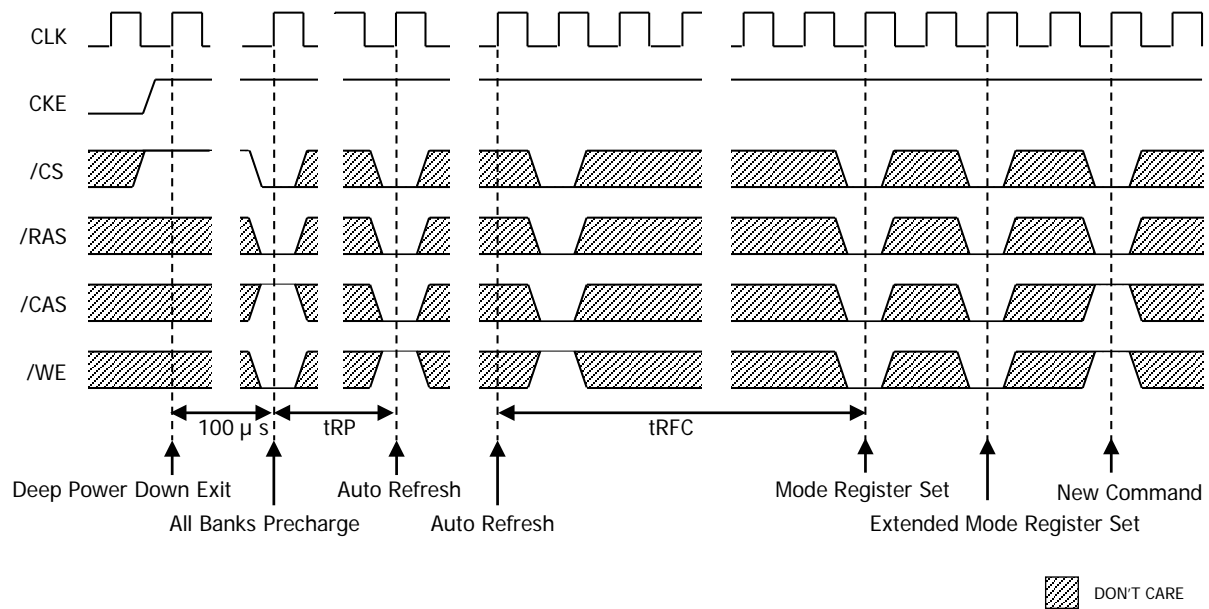 CLK
CKE
/CS
/RAS
/CAS
/WE
100 μ s
tRP
tRFC
Deep Power Down Exit
Auto Refresh
Mode Register Set
New Command
All Banks Precharge
Auto Refresh
Extended Mode Register Set
DON'T CARE